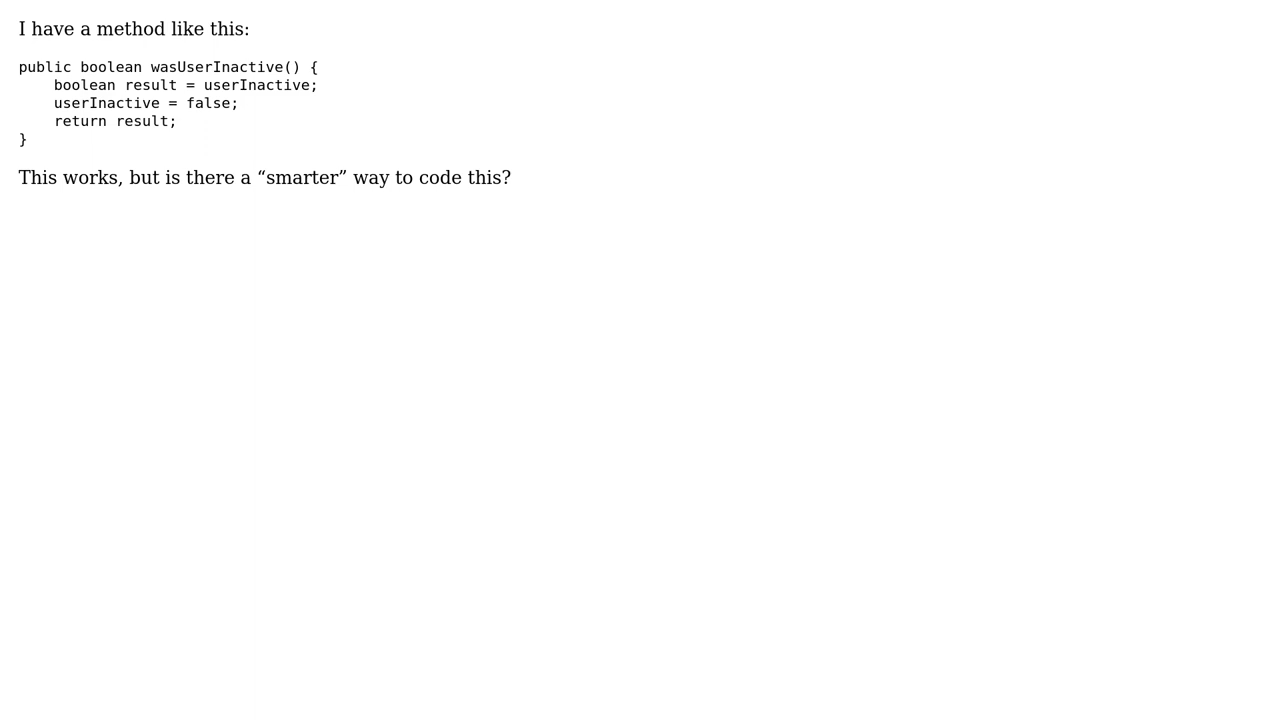 I have a method like this:
public boolean wasUserInactive() {
    boolean result = userInactive;
    userInactive = false;
    return result;
}
This works, but is there a “smarter” way to code this?